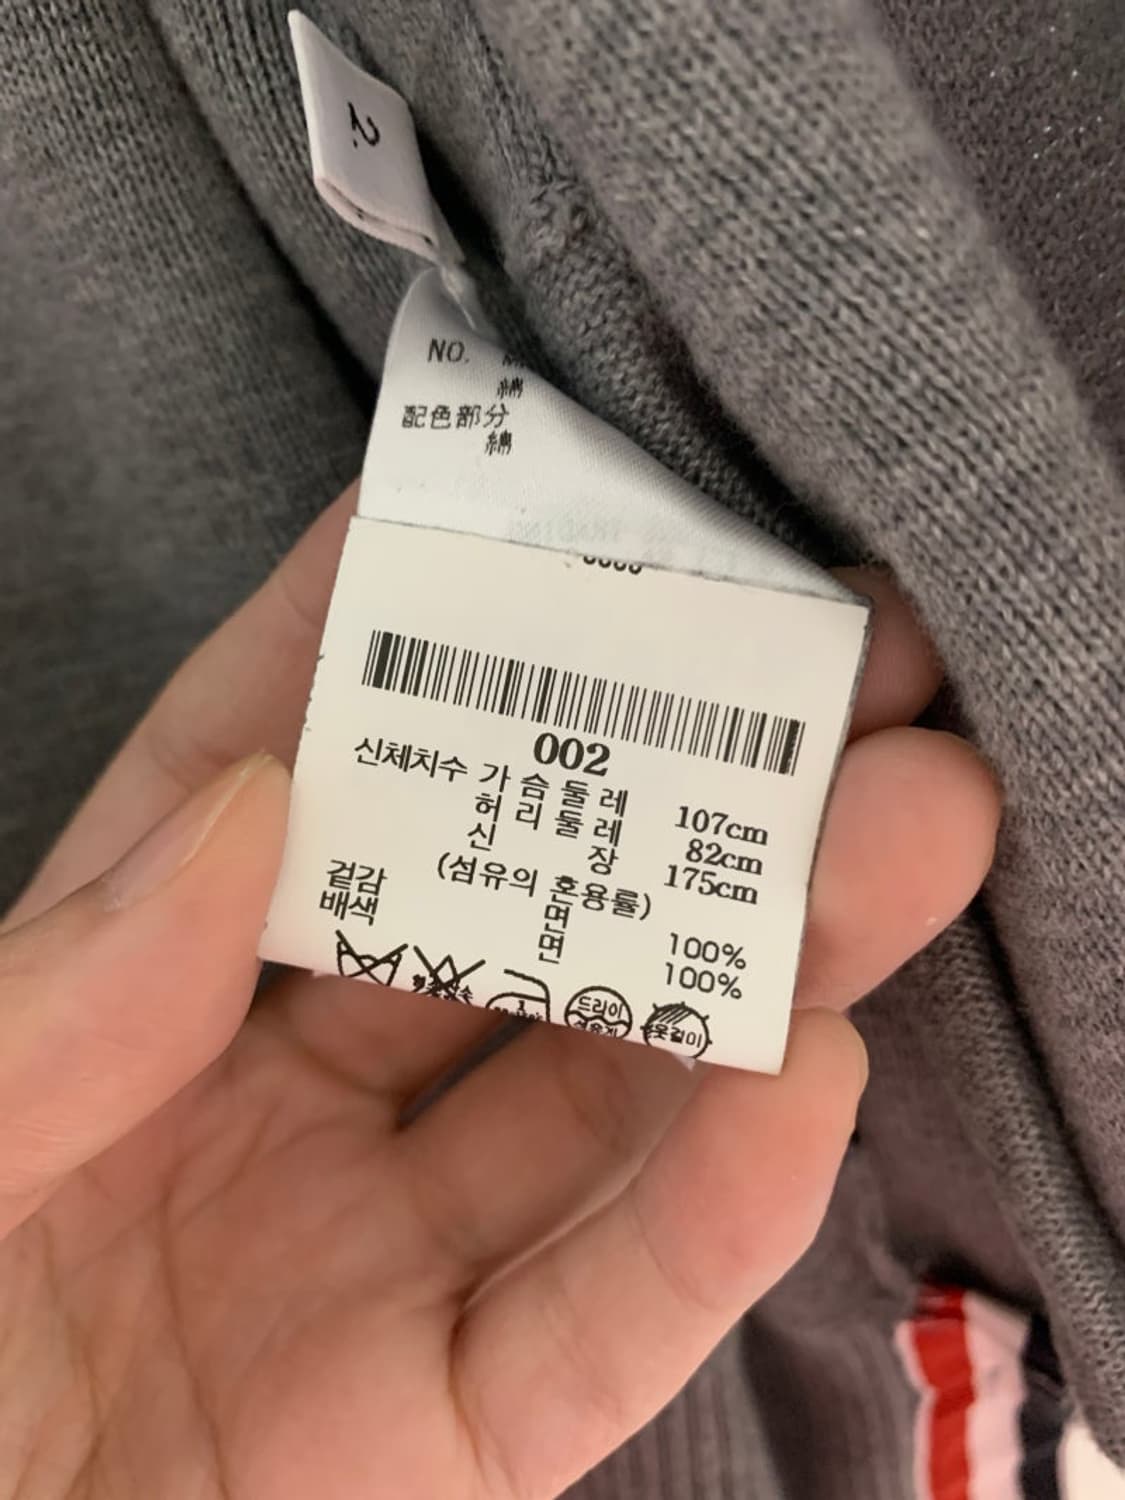 2
NO.
綿
配色部分
綿
002
신체치수 가슴둘레 107cm
허리둘레 82cm
신장 175cm
(섬유의 혼용률)
겉감 면 100%
배색 면 100%
드라이
옷걸이